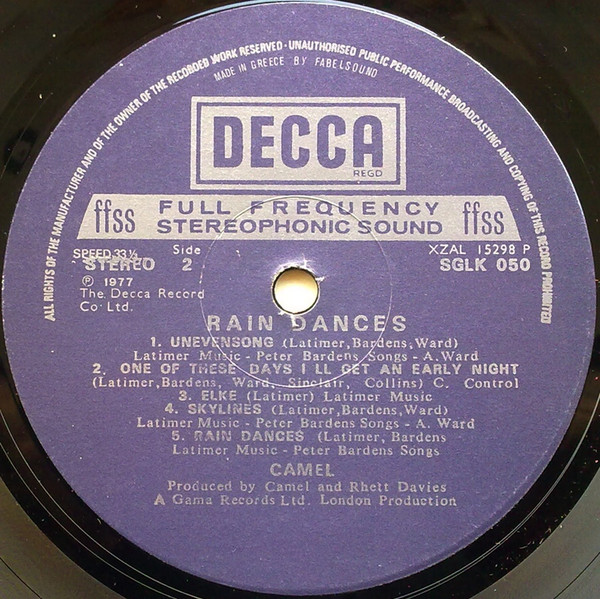 ALL RIGHTS OF THE MANUFACTURER AND OF THE OWNER OF THE RECORDED WORK RESERVED · UNAUTHORISED PUBLIC PERFORMANCE BROADCASTING AND COPYING OF THIS RECORD PROHIBITED
MADE IN GREECE BY FABELSOUND
DECCA
REGD
ffss FULL FREQUENCY STEREOPHONIC SOUND ffss
SPEED 33⅓ Side XZAL 15298 P
STEREO 2 SGLK 050
℗ 1977
The Decca Record
Co Ltd.
RAIN DANCES
1. UNEVENSONG (Latimer,Bardens,Ward)
Latimer Music - Peter Bardens Songs - A.Ward
2. ONE OF THESE DAYS I LL GET AN EARLY NIGHT
(Latimer,Bardens, Ward, Sinclair, Collins) C. Control
3. ELKE (Latimer) Latimer Music
4. SKYLINES (Latimer,Bardens,Ward)
Latimer Music - Peter Bardens Songs - A. Ward
5. RAIN DANCES (Latimer, Bardens
Latimer Music - Peter Bardens Songs
CAMEL
Produced by Camel and Rhett Davies
A Gama Records Ltd. London Production